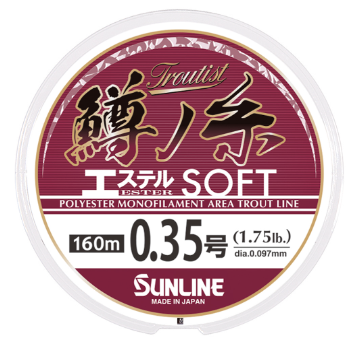 Troutist
鱒ノ糸
エステル SOFT
ESTER
POLYESTER MONOFILAMENT AREA TROUT LINE
160m 0.35号 (1.75lb.)
dia.0.097mm
SUNLINE
MADE IN JAPAN